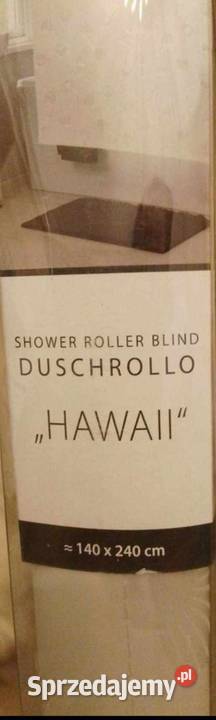 SHOWER ROLLER BLIND
DUSCHROLLO
„HAWAII“
≈ 140 x 240 cm
Sprzedajemy.pl